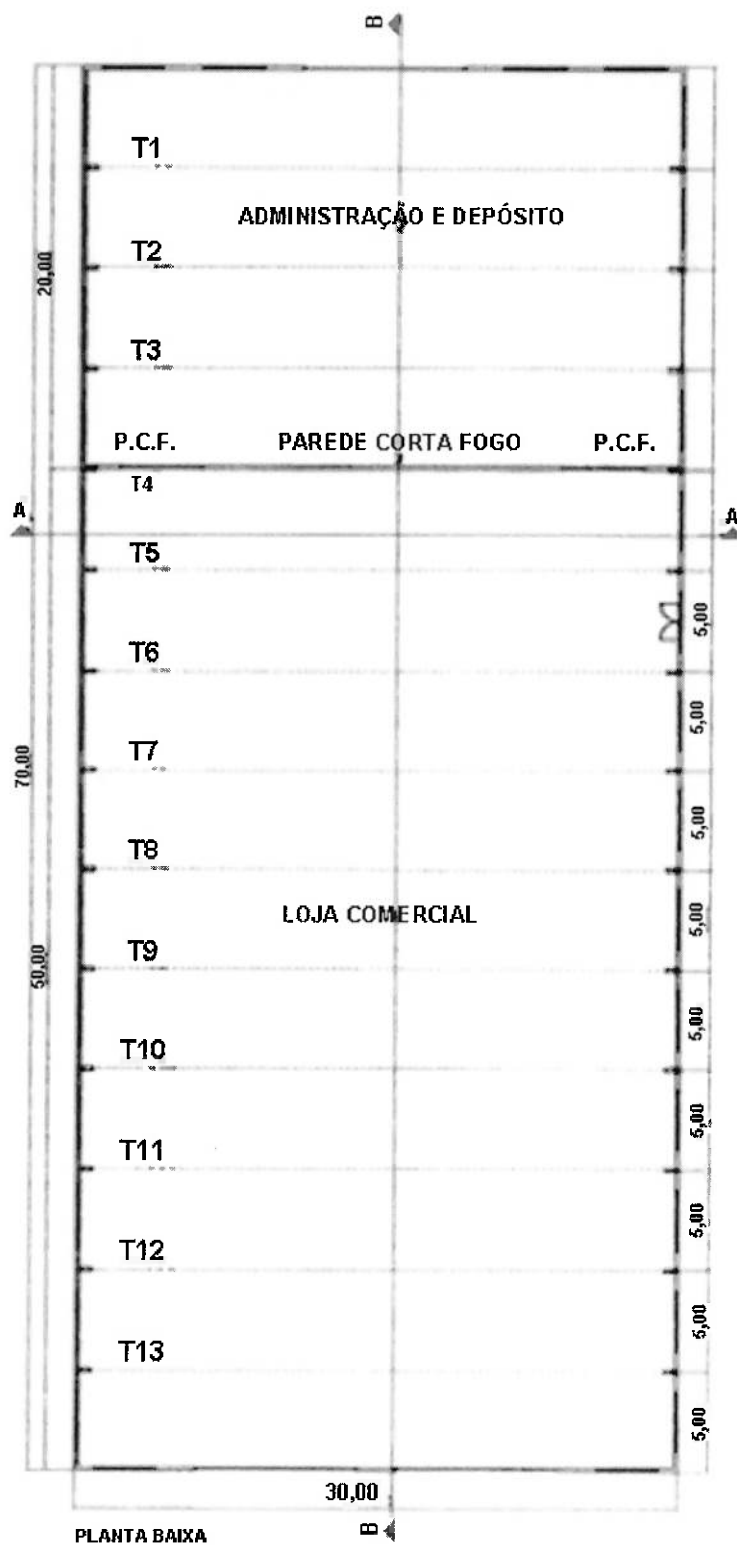 B
T1
ADMINISTRAÇÃO E DEPÓSITO
T2
20,00
T3
P.C.F. PAREDE CORTA FOGO P.C.F.
T4
A A
T5
5,00
T6
5,00
T7
70,00
5,00
T8
LOJA COMERCIAL
5,00
T9
50,00
5,00
T10
5,00
T11
5,00
T12
5,00
T13
5,00
30,00
PLANTA BAIXA
B